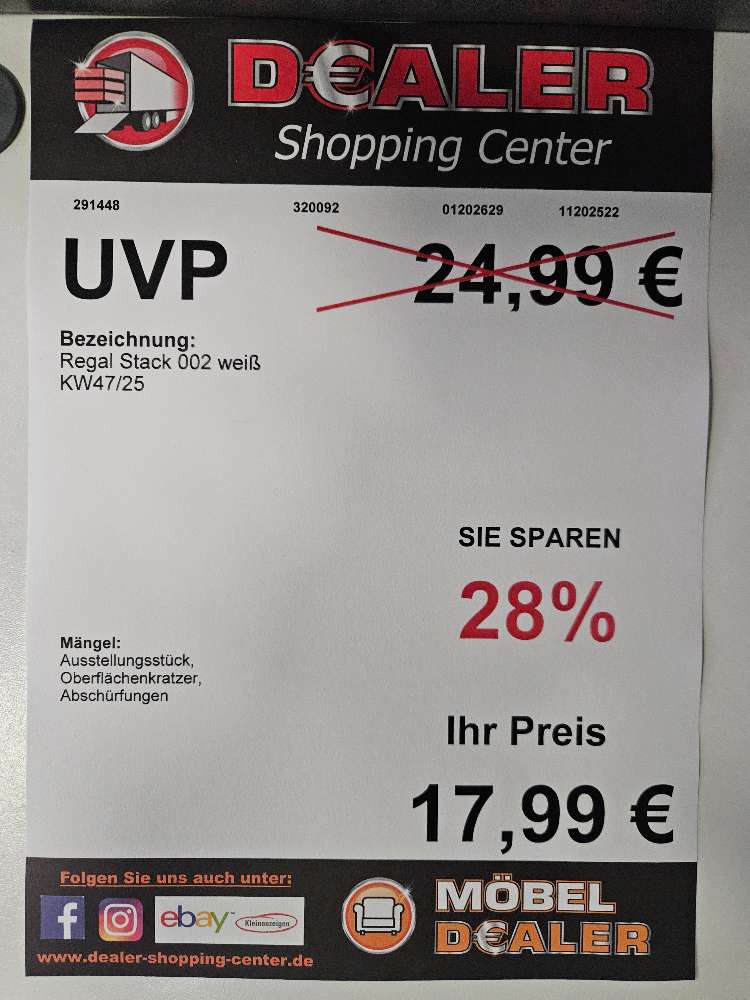 D€ALER
Shopping Center
291448 320092 01202629 11202522
UVP 24,99 €
Bezeichnung:
Regal Stack 002 weiß
KW47/25
SIE SPAREN
28%
Mängel:
Ausstellungsstück,
Oberflächenkratzer,
Abschürfungen
Ihr Preis
17,99 €
Folgen Sie uns auch unter:
f ebay Kleinanzeigen
www.dealer-shopping-center.de
MÖBEL
D€ALER